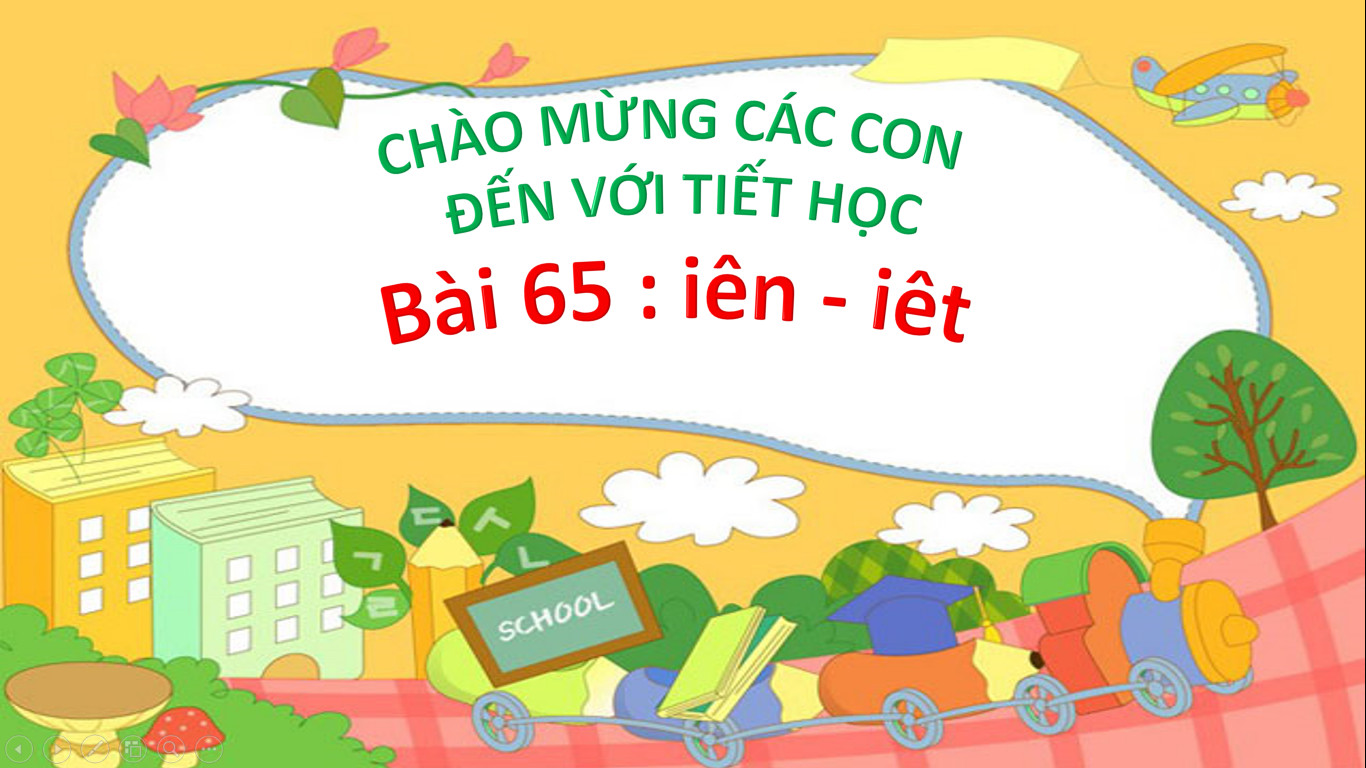 CHÀO MỪNG CÁC CON
ĐẾN VỚI TIẾT HỌC
Bài 65 : iên - iêt
ㄷ
ㅅ
ㄱ
ㄴ
ㄹ
SCHOOL